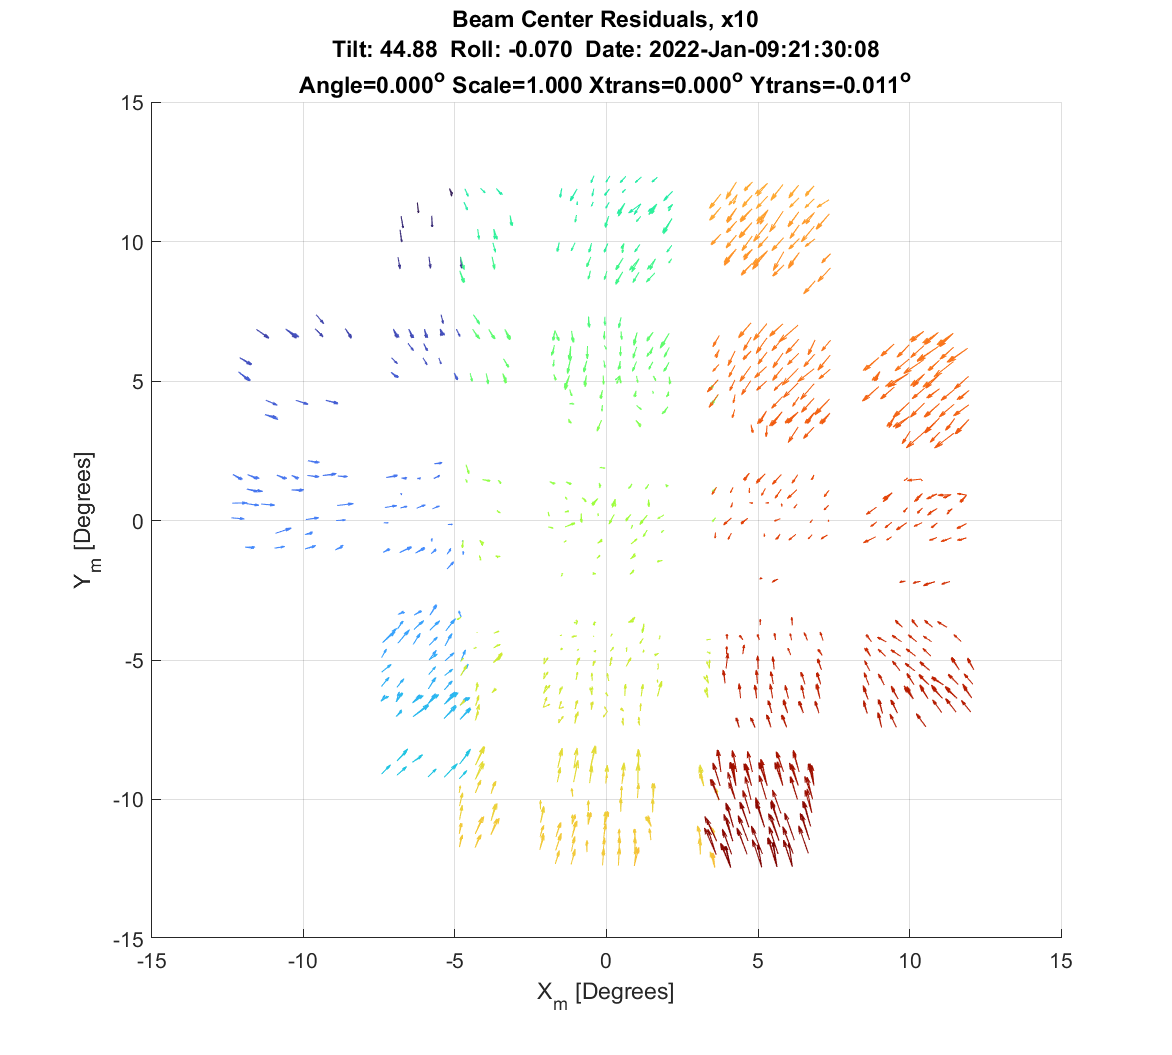 Beam Center Residuals, x10
Tilt: 44.88 Roll: -0.070 Date: 2022-Jan-09:21:30:08
Angle=0.000° Scale=1.000 Xtrans=0.000° Ytrans=-0.011°
15
10
5
0
-5
-10
-15
Y_m [Degrees]
-15 -10 -5 0 5 10 15
X_m [Degrees]